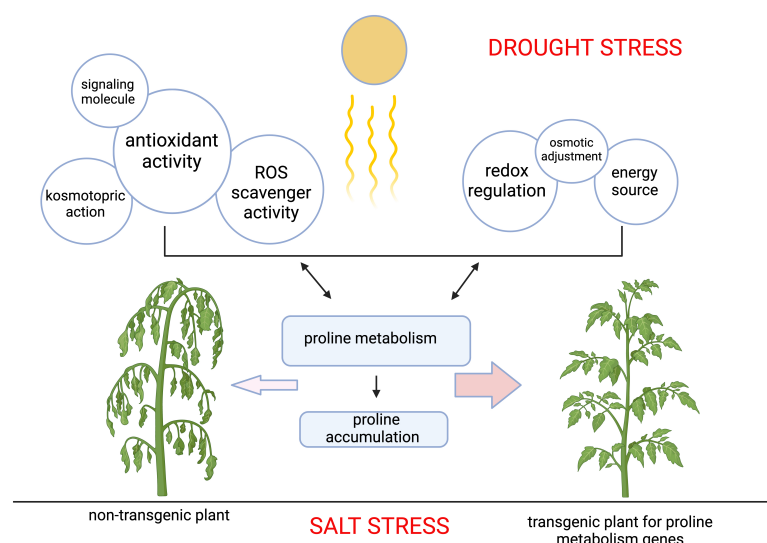 DROUGHT STRESS
signaling
molecule
antioxidant
activity
kosmotopric
action
ROS
scavenger
activity
osmotic
adjustment
redox
regulation
energy
source
proline metabolism
proline
accumulation
non-transgenic plant
SALT STRESS
transgenic plant for proline
metabolism genes